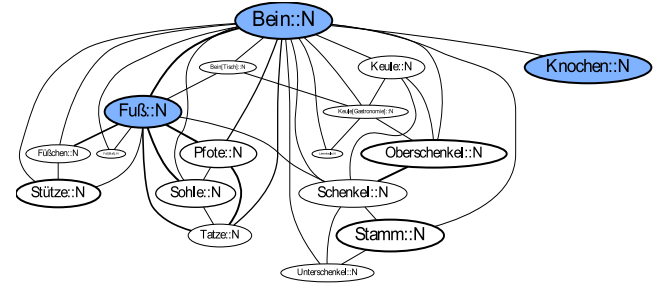 Bein::N
Bein[Tisch]::N
Keule::N
Knochen::N
Fuß::N
Keule[Gastronomie]::N
Füßchen::N
Pfote::N
Oberschenkel::N
Stütze::N
Sohle::N
Schenkel::N
Tatze::N
Stamm::N
Unterschenkel::N